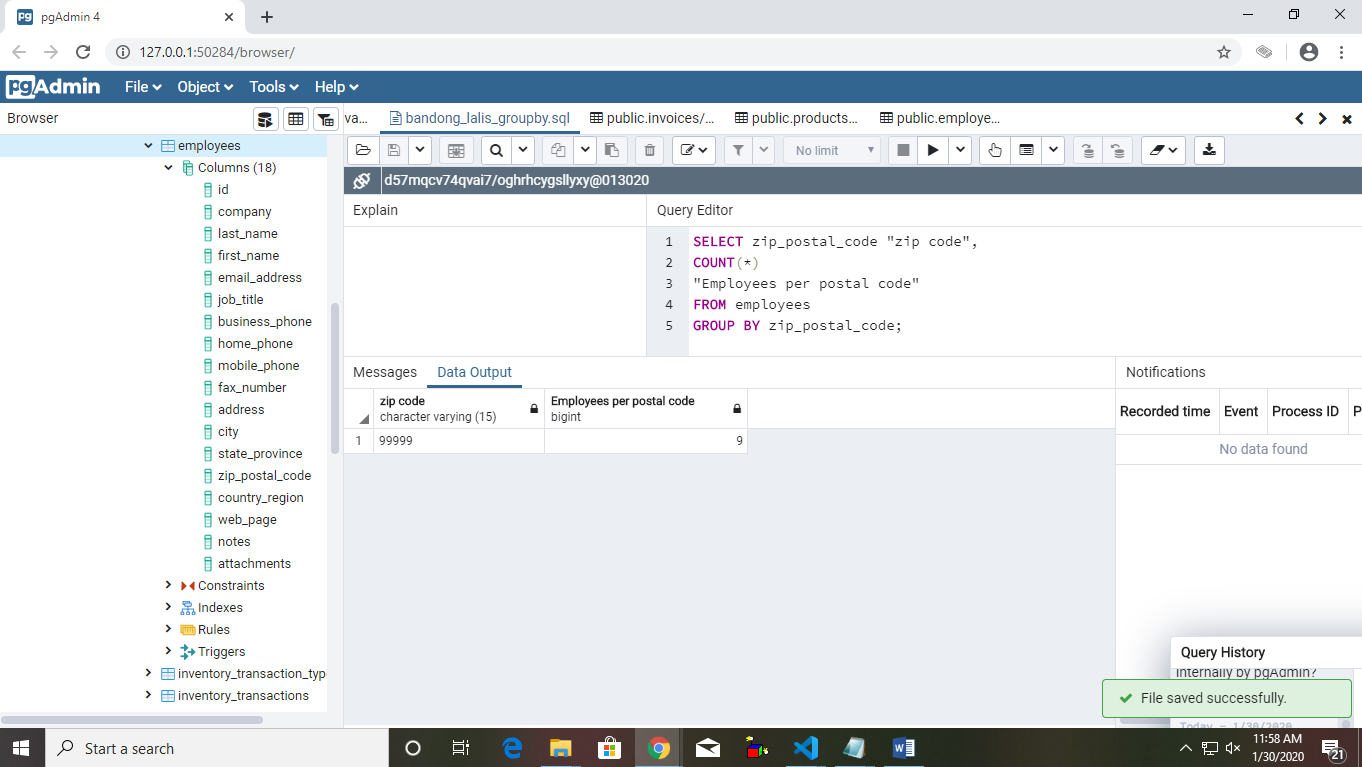 pgAdmin 4
127.0.0.1:50284/browser/
pgAdmin File Object Tools Help
Browser
va...
bandong_lalis_groupby.sql
public.invoices/...
public.products...
public.employe...
No limit
d57mqcv74qvai7/oghrhcygsllyxy@013020
employees
Columns (18)
id
company
last_name
first_name
email_address
job_title
business_phone
home_phone
mobile_phone
fax_number
address
city
state_province
zip_postal_code
country_region
web_page
notes
attachments
Constraints
Indexes
Rules
Triggers
inventory_transaction_typ
inventory_transactions
Explain
Query Editor
1 SELECT zip_postal_code "zip code",
2 COUNT(*)
3 "Employees per postal code"
4 FROM employees
5 GROUP BY zip_postal_code;
Messages Data Output
zip code
character varying (15)
Employees per postal code
bigint
1 99999 9
Notifications
Recorded time Event Process ID P
No data found
Query History
internally by pgAdmin?
File saved successfully.
Today - 1/30/2020
Start a search
11:58 AM
1/30/2020
21